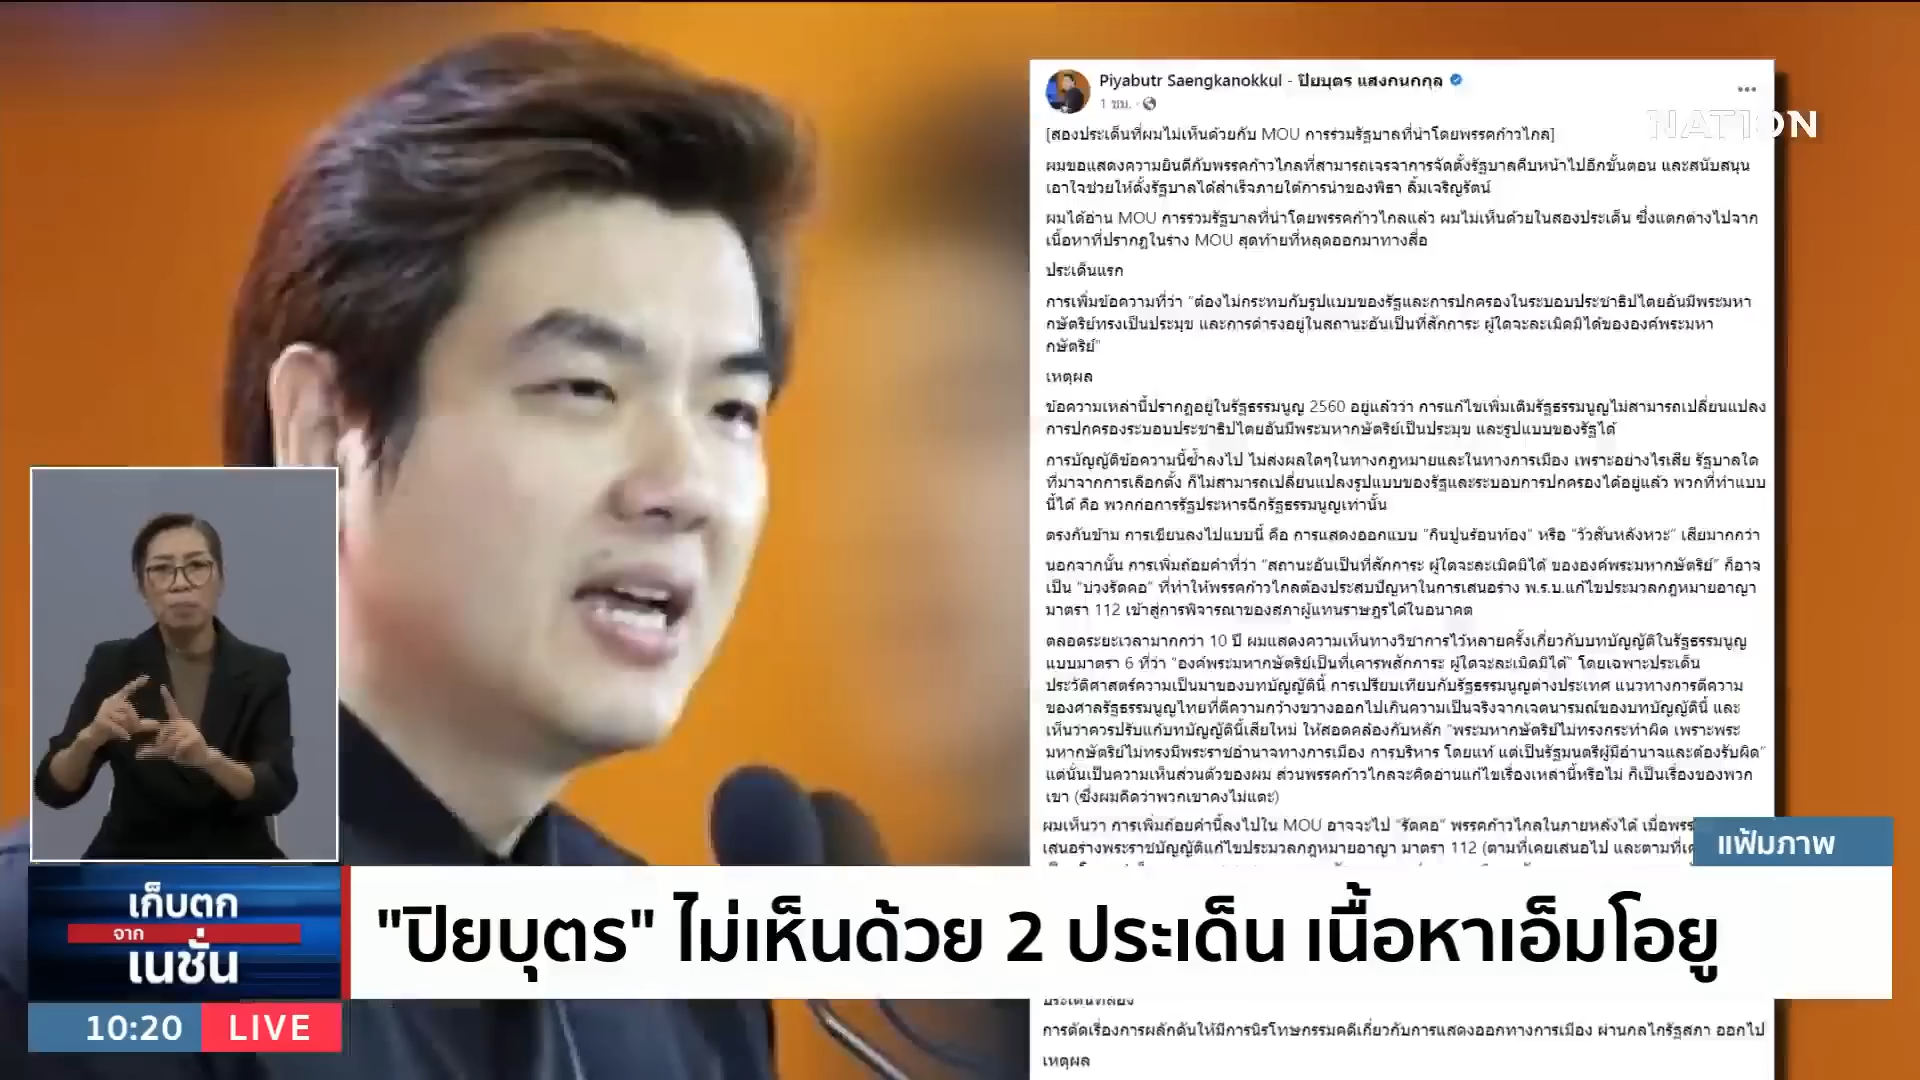 Piyabutr Saengkanokkul - ปิยบุตร แสงกนกกุล
1 ชม.
NATION
[สองประเด็นที่ผมไม่เห็นด้วยกับ MOU การร่วมรัฐบาลที่นำโดยพรรคก้าวไกล]
ผมขอแสดงความยินดีกับพรรคก้าวไกลที่สามารถเจรจาการจัดตั้งรัฐบาลคืบหน้าไปอีกขั้นตอน และสนับสนุน
เอาใจช่วยให้ตั้งรัฐบาลได้สำเร็จภายใต้การนำของพิธา ลิ้มเจริญรัตน์
ผมได้อ่าน MOU การร่วมรัฐบาลที่นำโดยพรรคก้าวไกลแล้ว ผมไม่เห็นด้วยในสองประเด็น ซึ่งแตกต่างไปจาก
เนื้อหาที่ปรากฏในร่าง MOU สุดท้ายที่หลุดออกมาทางสื่อ
ประเด็นแรก
การเพิ่มข้อความที่ว่า "ต้องไม่กระทบกับรูปแบบของรัฐและการปกครองในระบอบประชาธิปไตยอันมีพระมหา
กษัตริย์ทรงเป็นประมุข และการดำรงอยู่ในสถานะอันเป็นที่สักการะ ผู้ใดจะละเมิดมิได้ขององค์พระมหา
กษัตริย์"
เหตุผล
ข้อความเหล่านี้ปรากฏอยู่ในรัฐธรรมนูญ 2560 อยู่แล้วว่า การแก้ไขเพิ่มเติมรัฐธรรมนูญไม่สามารถเปลี่ยนแปลง
การปกครองระบอบประชาธิปไตยอันมีพระมหากษัตริย์เป็นประมุข และรูปแบบของรัฐได้
การบัญญัติข้อความนี้ซ้ำลงไป ไม่ส่งผลใดๆในทางกฎหมายและในทางการเมือง เพราะอย่างไรเสีย รัฐบาลใด
ที่มาจากการเลือกตั้ง ก็ไม่สามารถเปลี่ยนแปลงรูปแบบของรัฐและระบอบการปกครองได้อยู่แล้ว พวกที่ทำแบบ
นี้ได้ คือ พวกก่อการรัฐประหารฉีกรัฐธรรมนูญเท่านั้น
ตรงกันข้าม การเขียนลงไปแบบนี้ คือ การแสดงออกแบบ "กินปูนร้อนท้อง" หรือ "วัวสันหลังหวะ" เสียมากกว่า
นอกจากนั้น การเพิ่มถ้อยคำที่ว่า "สถานะอันเป็นที่สักการะ ผู้ใดจะละเมิดมิได้ ขององค์พระมหากษัตริย์" ก็อาจ
เป็น "บ่วงรัดคอ" ที่ทำให้พรรคก้าวไกลต้องประสบปัญหาในการเสนอร่าง พ.ร.บ.แก้ไขประมวลกฎหมายอาญา
มาตรา 112 เข้าสู่การพิจารณาของสภาผู้แทนราษฎรได้ในอนาคต
ตลอดระยะเวลามากกว่า 10 ปี ผมแสดงความเห็นทางวิชาการไว้หลายครั้งเกี่ยวกับบทบัญญัติในรัฐธรรมนูญ
แบบมาตรา 6 ที่ว่า "องค์พระมหากษัตริย์เป็นที่เคารพสักการะ ผู้ใดจะละเมิดมิได้" โดยเฉพาะประเด็น
ประวัติศาสตร์ความเป็นมาของบทบัญญัตินี้ การเปรียบเทียบกับรัฐธรรมนูญต่างประเทศ แนวทางการตีความ
ของศาลรัฐธรรมนูญไทยที่ตีความกว้างขวางออกไปเกินความเป็นจริงจากเจตนารมณ์ของบทบัญญัตินี้ และ
เห็นว่าควรปรับแก้บทบัญญัตินี้เสียใหม่ ให้สอดคล้องกับหลัก "พระมหากษัตริย์ไม่ทรงกระทำผิด เพราะพระ
มหากษัตริย์ไม่ทรงมีพระราชอำนาจทางการเมือง การบริหาร โดยแท้ แต่เป็นรัฐมนตรีผู้มีอำนาจและต้องรับผิด"
แต่นั่นเป็นความเห็นส่วนตัวของผม ส่วนพรรคก้าวไกลจะคิดอ่านแก้ไขเรื่องเหล่านี้หรือไม่ ก็เป็นเรื่องของพวก
เขา (ซึ่งผมคิดว่าพวกเขาคงไม่แตะ)
ผมเห็นว่า การเพิ่มถ้อยคำนี้ลงไปใน MOU อาจจะไป "รัดคอ" พรรคก้าวไกลในภายหลังได้ เมื่อพรร
เสนอร่างพระราชบัญญัติแก้ไขประมวลกฎหมายอาญา มาตรา 112 (ตามที่เคยเสนอไป และตามที่
แฟ้มภาพ
เก็บตก
จาก
เนชั่น
"ปิยบุตร" ไม่เห็นด้วย 2 ประเด็น เนื้อหาเอ็มโอยู
10:20 LIVE
ประเด็นที่สอง
การตัดเรื่องการผลักดันให้มีการนิรโทษกรรมคดีเกี่ยวกับการแสดงออกทางการเมือง ผ่านกลไกรัฐสภา ออกไป
เหตุผล